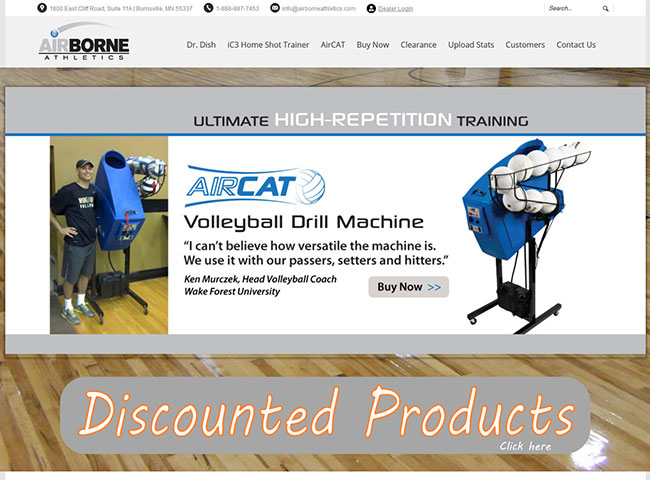 1800 East Cliff Road, Suite 11A | Burnsville, MN 55337
1-888-887-7453
info@airborneathletics.com
Dealer Login
Search...
AIRBORNE
ATHLETICS
Dr. Dish
iC3 Home Shot Trainer
AirCAT
Buy Now
Clearance
Upload Stats
Customers
Contact Us
ULTIMATE HIGH-REPETITION TRAINING
AIRCAT
Volleyball Drill Machine
“I can’t believe how versatile the machine is.
We use it with our passers, setters and hitters.”
Ken Murczek, Head Volleyball Coach
Wake Forest University
Buy Now >>
Discounted Products
Click here